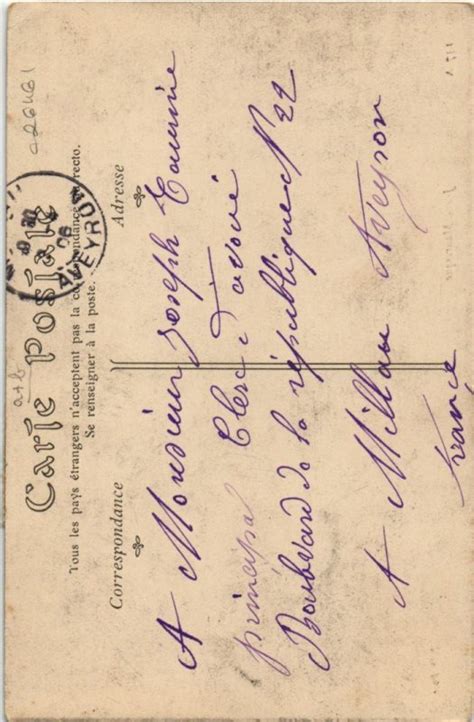 Carte Postale
Tous les pays étrangers n'acceptent pas la correspondance au recto.
Se renseigner à la poste.
Correspondance
Adresse
AVEYRON
A Monsieur Joseph
principal Clerc d'avoué
Boulevard de la république N 22
A Millau Aveyron
France